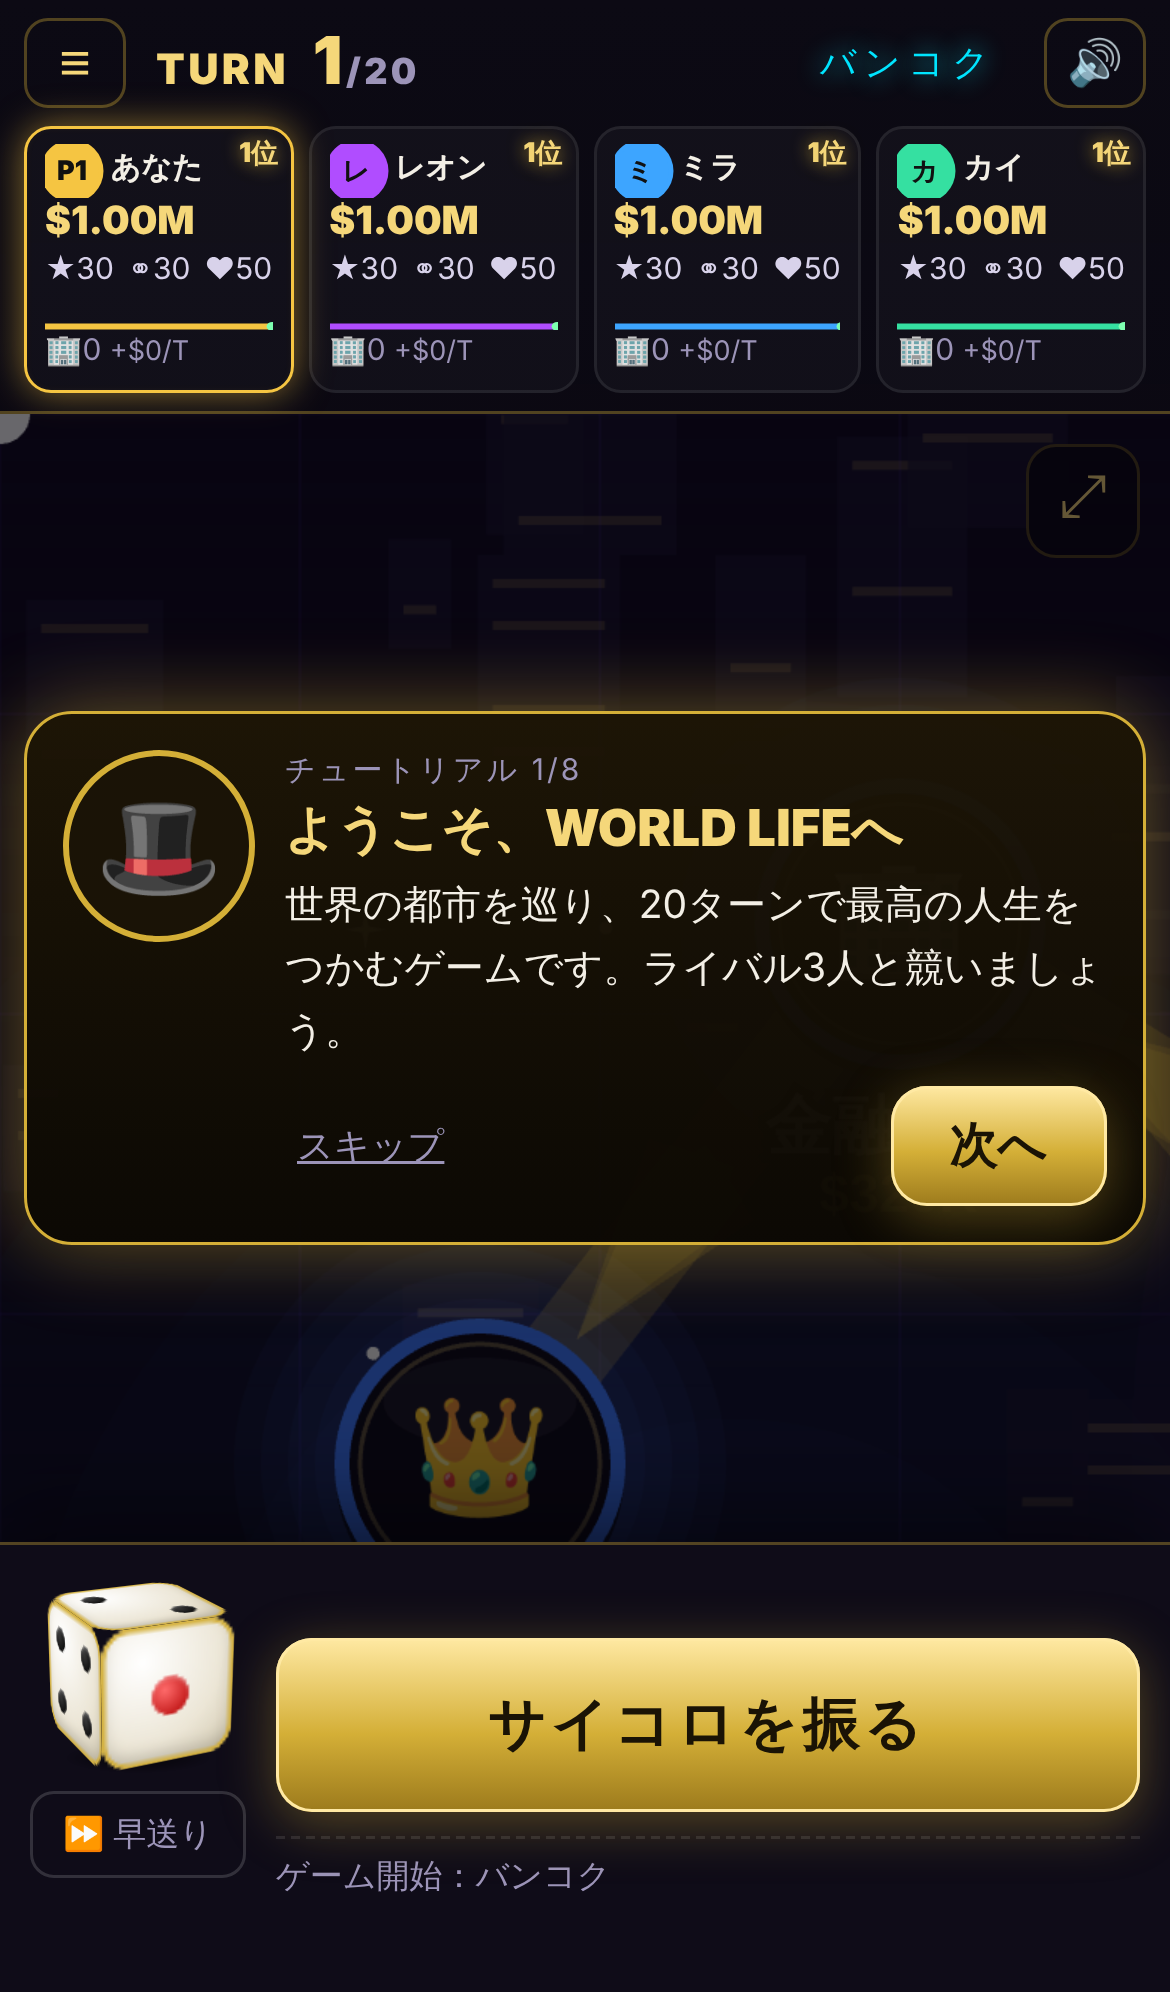 ≡ TURN 1/20 バンコク
P1 あなた 1位
$1.00M
★30 ⚭30 ♥50
0 +$0/T
レ レオン 1位
$1.00M
★30 ⚭30 ♥50
0 +$0/T
ミ ミラ 1位
$1.00M
★30 ⚭30 ♥50
0 +$0/T
カ カイ 1位
$1.00M
★30 ⚭30 ♥50
0 +$0/T
チュートリアル 1/8
ようこそ、WORLD LIFEへ
世界の都市を巡り、20ターンで最高の人生を
つかむゲームです。ライバル3人と競いましょ
う。
スキップ
次へ
サイコロを振る
⏩ 早送り
ゲーム開始：バンコク